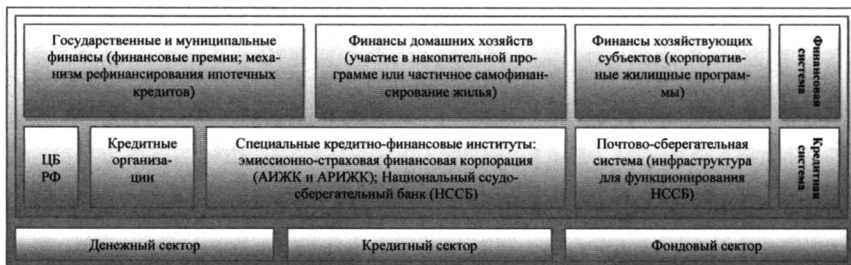 Государственные и муниципальные
финансы (финансовые премии; меха-
низм рефинансирования ипотечных
кредитов)
Финансы домашних хозяйств
(участие в накопительной про-
грамме или частичное самофинан-
сирование жилья)
Финансы хозяйствующих
субъектов (корпоратив-
ные жилищные програм-
мы)
Финансовая
система
ЦБ
РФ
Кредитные
организа-
ции
Специальные кредитно-финансовые институты:
эмиссионно-страховая финансовая корпорация
(АИЖК и АРИЖК); Национальный ссудо-
сберегательный банк (НССБ)
Почтово-сберегательная
система (инфраструктура
для функционирования
НССБ)
Кредитная
система
Денежный сектор
Кредитный сектор
Фондовый сектор